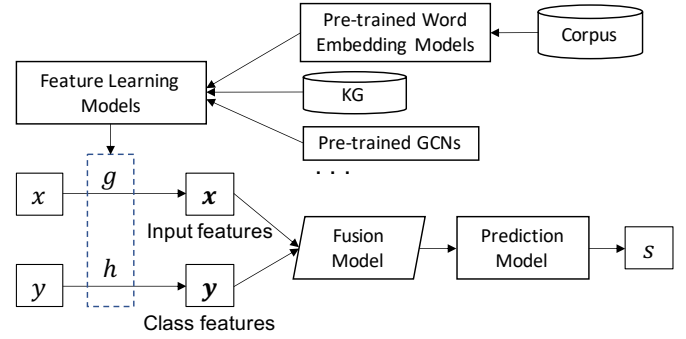 Pre-trained Word
Embedding Models
Corpus
Feature Learning
Models
KG
Pre-trained GCNs
. . .
x
g
x
Input features
Fusion
Model
Prediction
Model
s
y
h
y
Class features